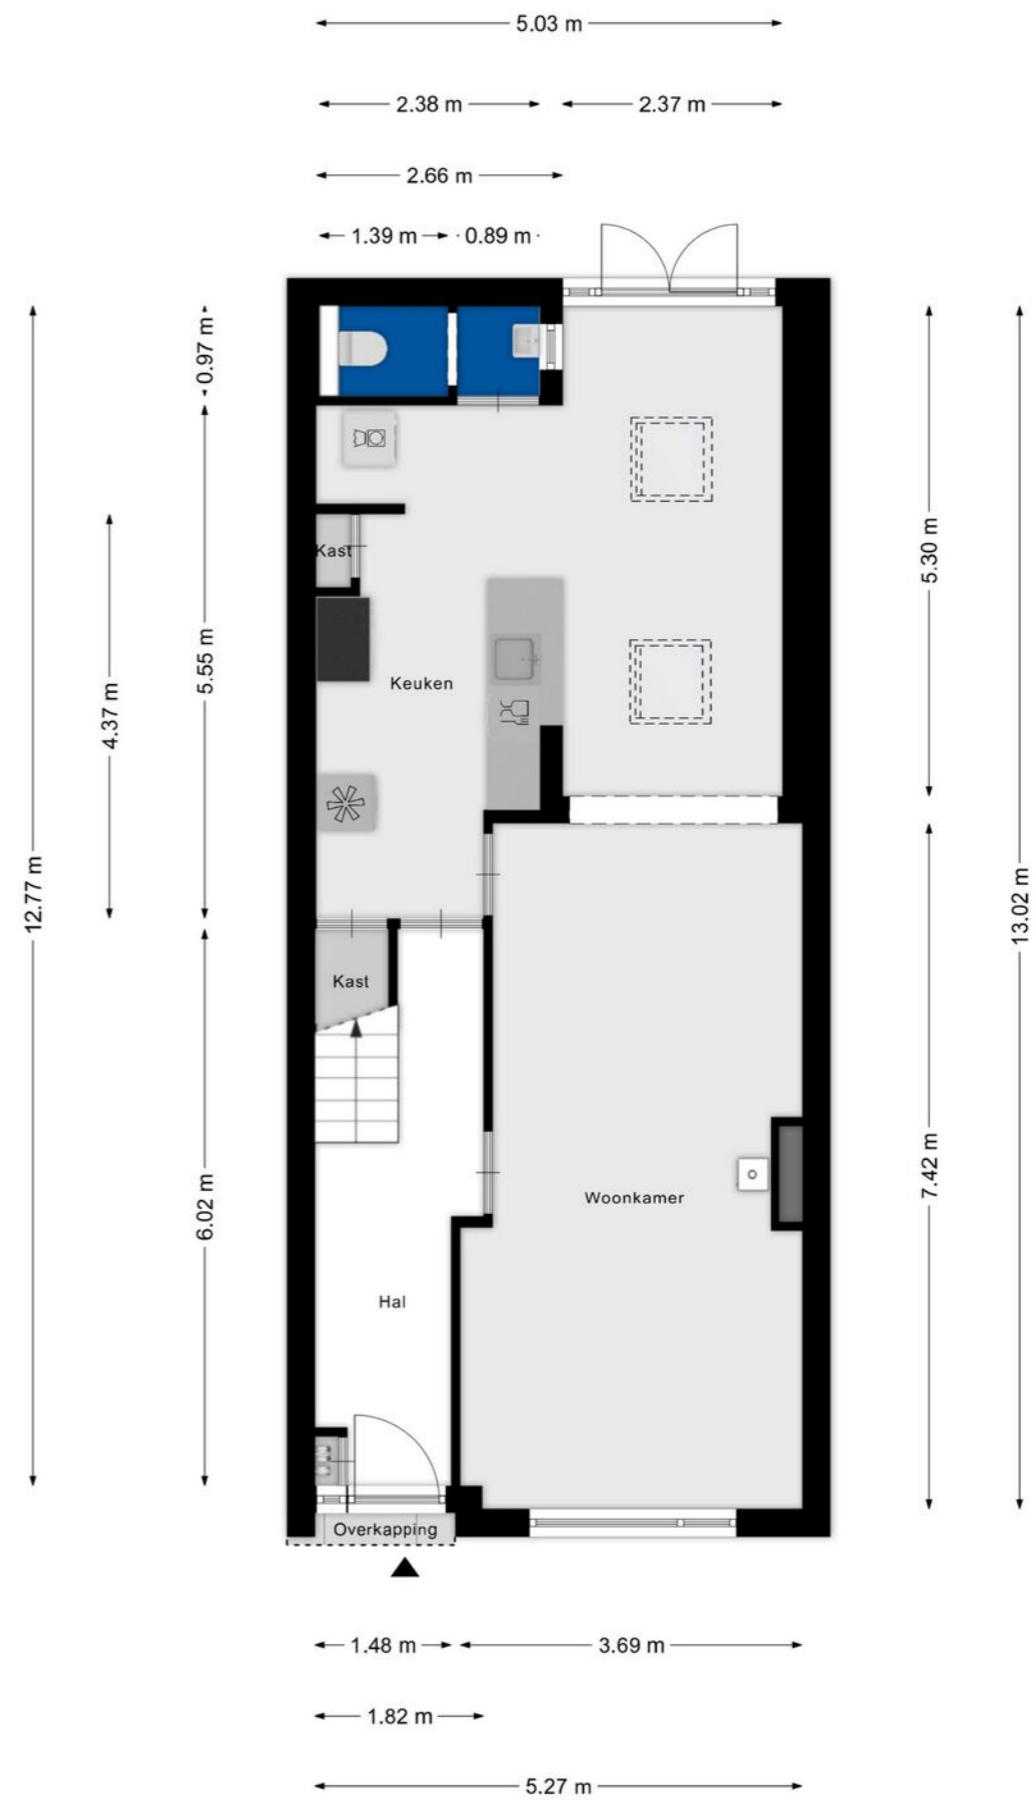 5.03 m
2.38 m
2.37 m
2.66 m
1.39 m
0.89 m
0.97 m
Kast
5.30 m
5.55 m
Keuken
4.37 m
12.77 m
13.02 m
Kast
7.42 m
6.02 m
Woonkamer
Hal
Overkapping
1.48 m
3.69 m
1.82 m
5.27 m